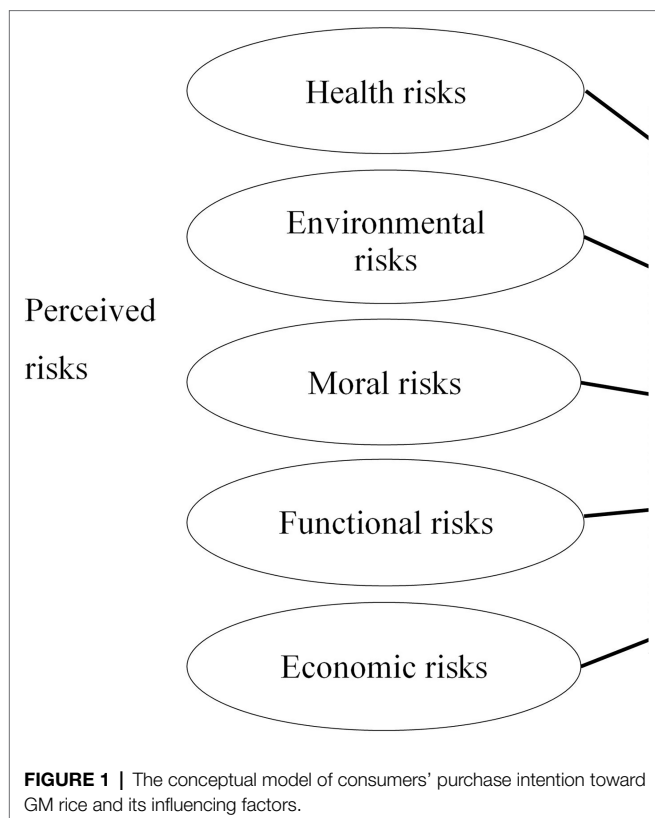 Health risks
Environmental
risks
Perceived
risks
Moral risks
Functional risks
Economic risks
FIGURE 1 | The conceptual model of consumers’ purchase intention toward
GM rice and its influencing factors.